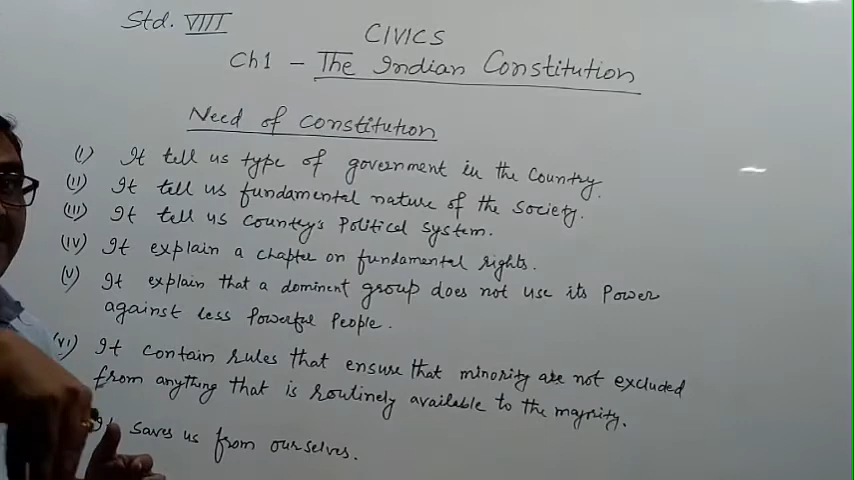 Std. VIII
CIVICS
Ch1 - The Indian Constitution
Need of constitution
(I) It tell us type of government in the Country.
(II) It tell us fundamental nature of the society.
(III) It tell us country's Political system.
(IV) It explain a chapter on fundamental rights.
(V) It explain that a dominent group does not use its Power
against less Powerful People.
(VI) It contain rules that ensure that minority are not excluded
from anything that is routinely available to the majority.
It saves us from ourselves.